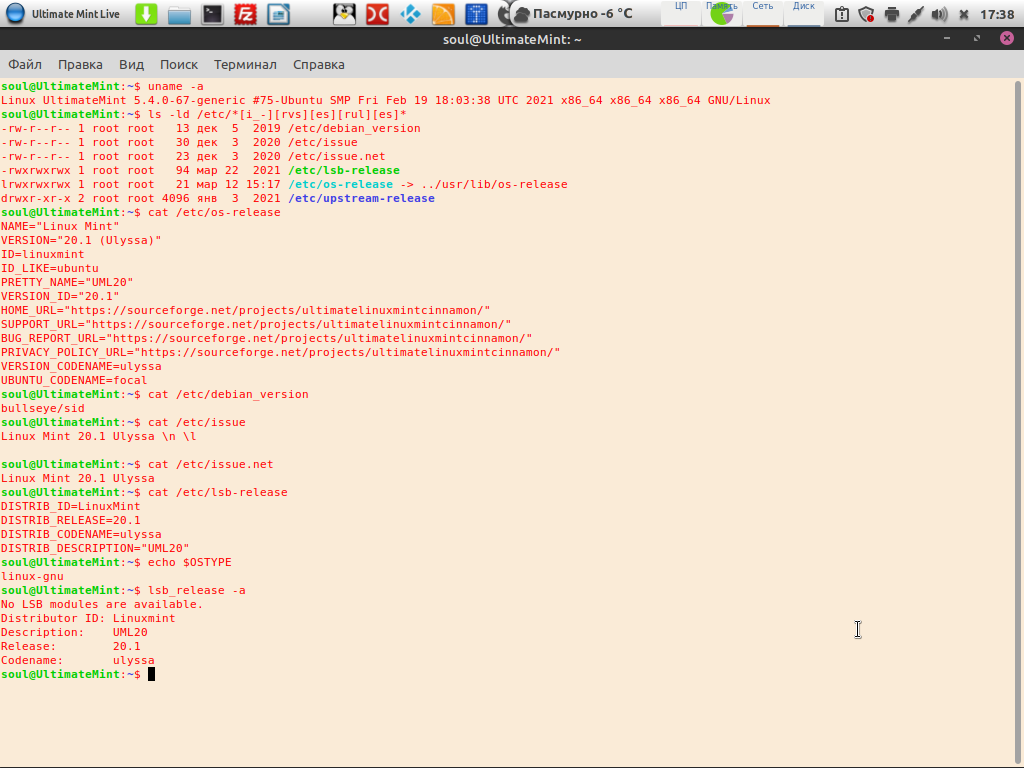 Ultimate Mint Live
Пасмурно -6 °C
ЦП
Память
Сеть
Диск
17:38
soul@UltimateMint: ~
Файл Правка Вид Поиск Терминал Справка
soul@UltimateMint:~$ uname -a
Linux UltimateMint 5.4.0-67-generic #75-Ubuntu SMP Fri Feb 19 18:03:38 UTC 2021 x86_64 x86_64 x86_64 GNU/Linux
soul@UltimateMint:~$ ls -ld /etc/*[i_-][rvs][es][rul][es]*
-rw-r--r-- 1 root root   13 дек  5  2019 /etc/debian_version
-rw-r--r-- 1 root root   30 дек  3  2020 /etc/issue
-rw-r--r-- 1 root root   23 дек  3  2020 /etc/issue.net
-rwxrwxrwx 1 root root   94 мар 22  2021 /etc/lsb-release
lrwxrwxrwx 1 root root   21 мар 12 15:17 /etc/os-release -> ../usr/lib/os-release
drwxr-xr-x 2 root root 4096 янв  3  2021 /etc/upstream-release
soul@UltimateMint:~$ cat /etc/os-release
NAME="Linux Mint"
VERSION="20.1 (Ulyssa)"
ID=linuxmint
ID_LIKE=ubuntu
PRETTY_NAME="UML20"
VERSION_ID="20.1"
HOME_URL="https://sourceforge.net/projects/ultimatelinuxmintcinnamon/"
SUPPORT_URL="https://sourceforge.net/projects/ultimatelinuxmintcinnamon/"
BUG_REPORT_URL="https://sourceforge.net/projects/ultimatelinuxmintcinnamon/"
PRIVACY_POLICY_URL="https://sourceforge.net/projects/ultimatelinuxmintcinnamon/"
VERSION_CODENAME=ulyssa
UBUNTU_CODENAME=focal
soul@UltimateMint:~$ cat /etc/debian_version
bullseye/sid
soul@UltimateMint:~$ cat /etc/issue
Linux Mint 20.1 Ulyssa \n \l
soul@UltimateMint:~$ cat /etc/issue.net
Linux Mint 20.1 Ulyssa
soul@UltimateMint:~$ cat /etc/lsb-release
DISTRIB_ID=LinuxMint
DISTRIB_RELEASE=20.1
DISTRIB_CODENAME=ulyssa
DISTRIB_DESCRIPTION="UML20"
soul@UltimateMint:~$ echo $OSTYPE
linux-gnu
soul@UltimateMint:~$ lsb_release -a
No LSB modules are available.
Distributor ID: Linuxmint
Description:    UML20
Release:        20.1
Codename:       ulyssa
soul@UltimateMint:~$